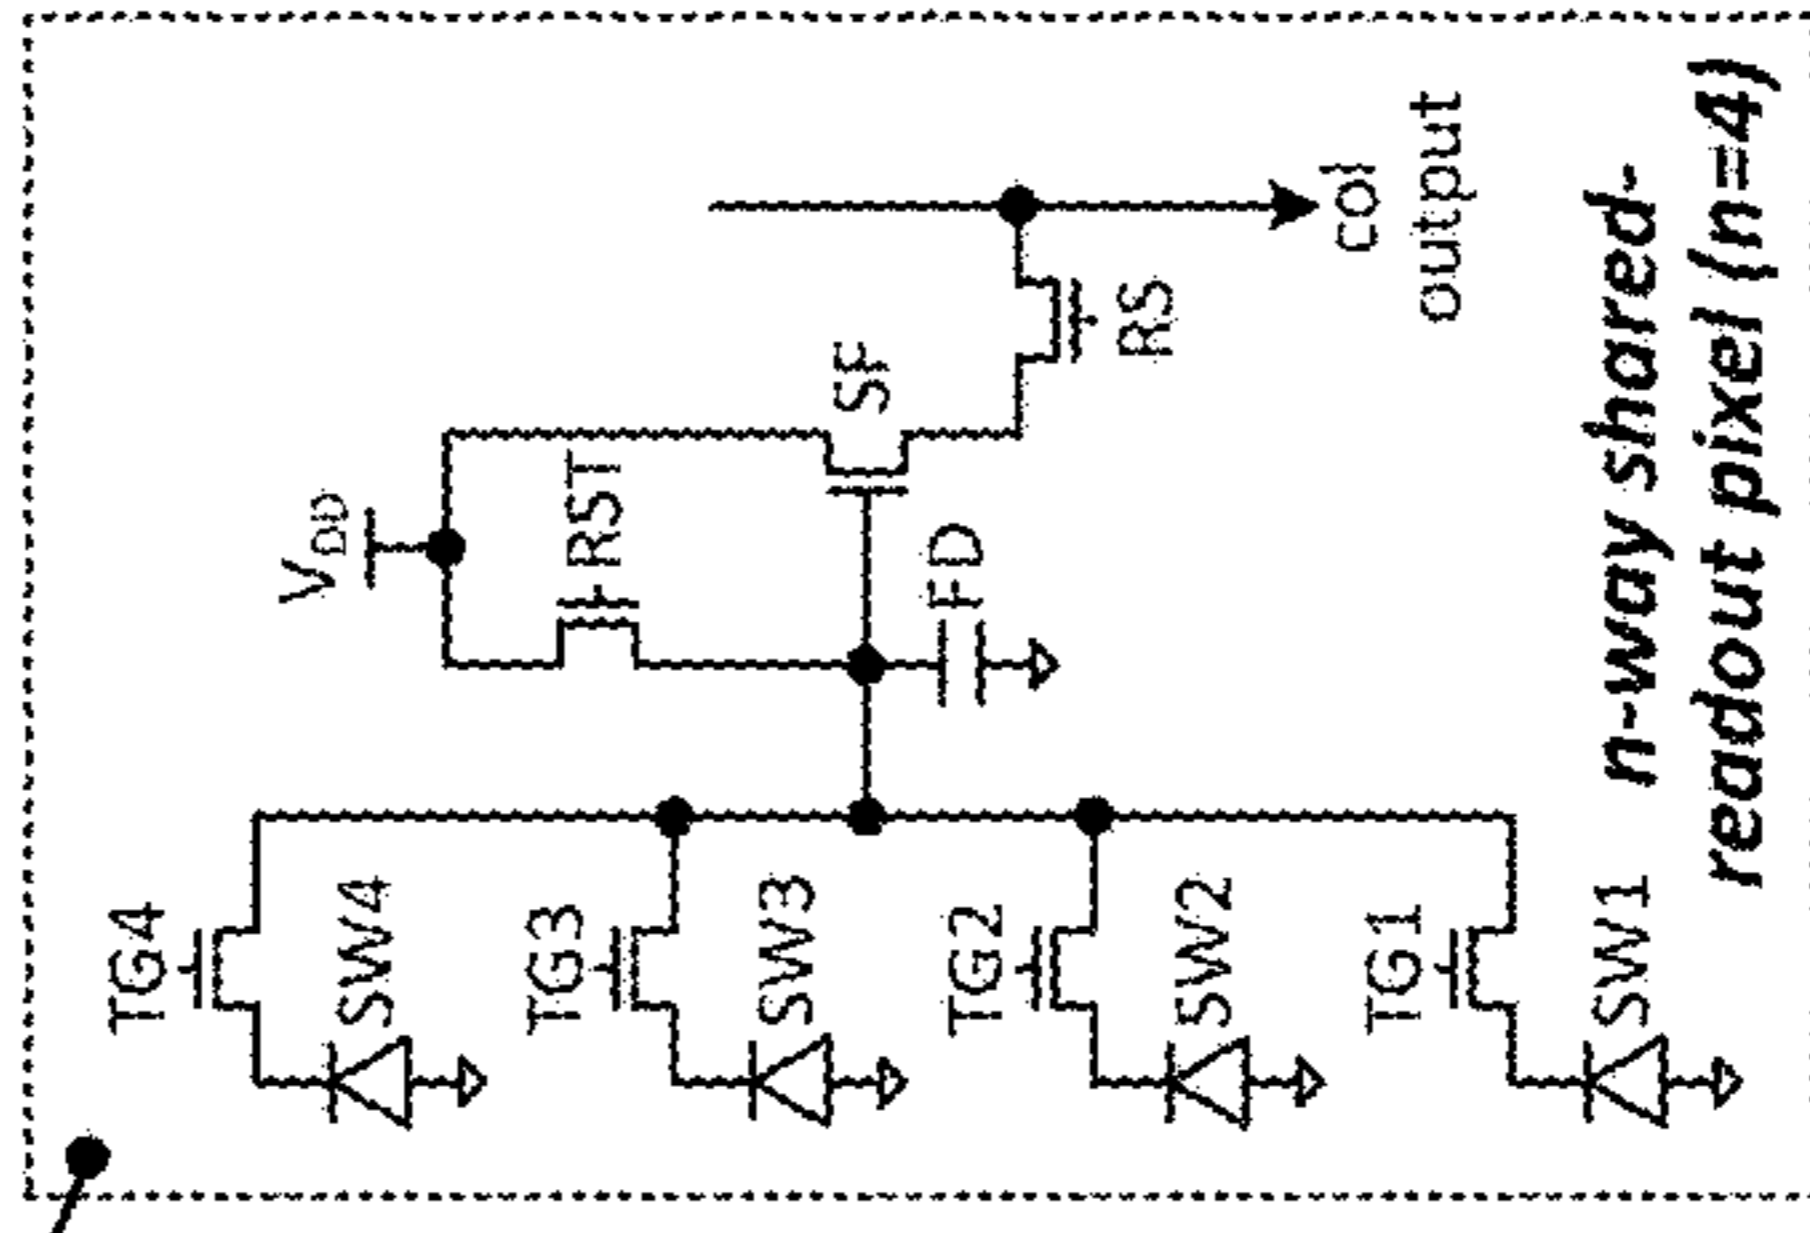 TG4
SW4
TG3
SW3
TG2
SW2
TG1
SW1
V_DD
RST
FD
SF
RS
col
output
n-way shared-
readout pixel (n=4)